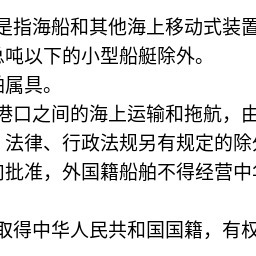 是指海船和其他海上移动式装置
总吨以下的小型船艇除外。
舶属具。
港口之间的海上运输和拖航，由
法律、行政法规另有规定的除外
批准，外国籍船舶不得经营中华
取得中华人民共和国国籍，有权